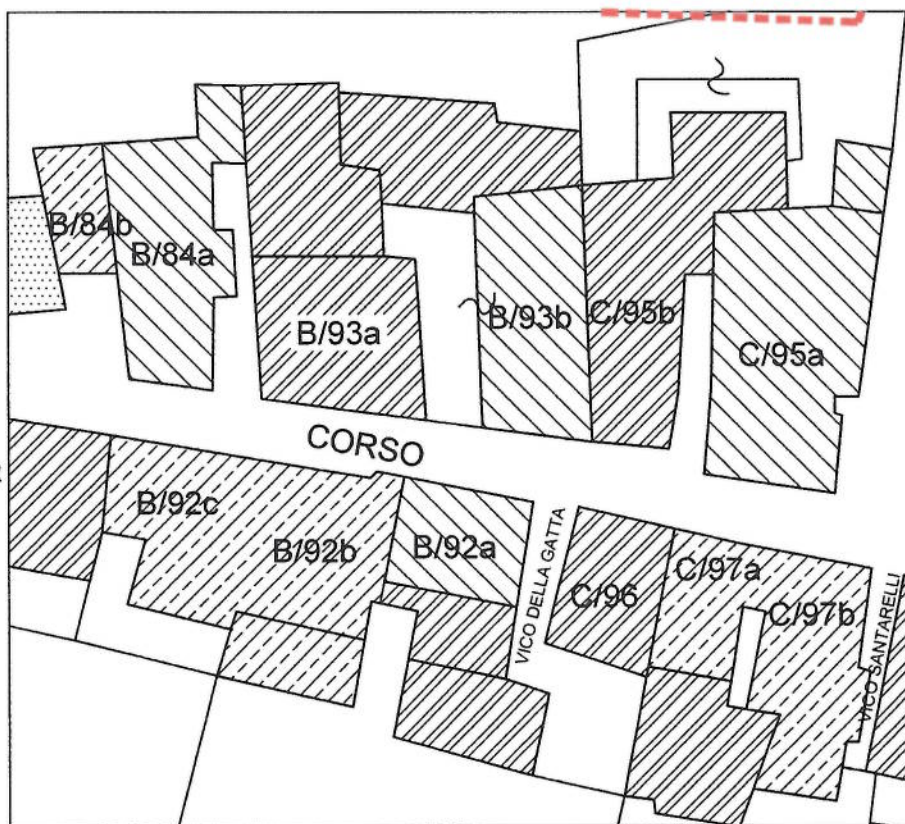 B/84b
B/84a
B/93a
B/93b
C/95b
C/95a
CORSO
B/92c
B/92b
B/92a
VICO DELLA GATTA
C/96
C/97a
C/97b
VICO SANTARELLI